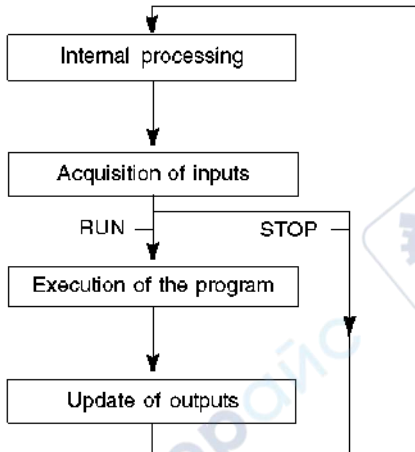 Internal processing
Acquisition of inputs
RUN
STOP
Execution of the program
Update of outputs